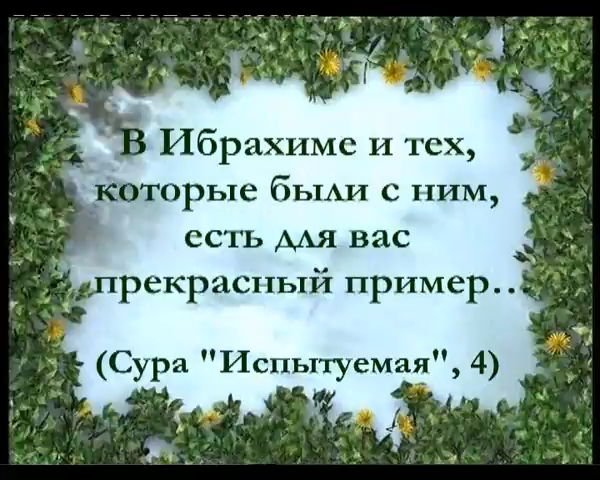 В Ибрахиме и тех,
которые были с ним,
есть для вас
прекрасный пример...
(Сура "Испытуемая", 4)